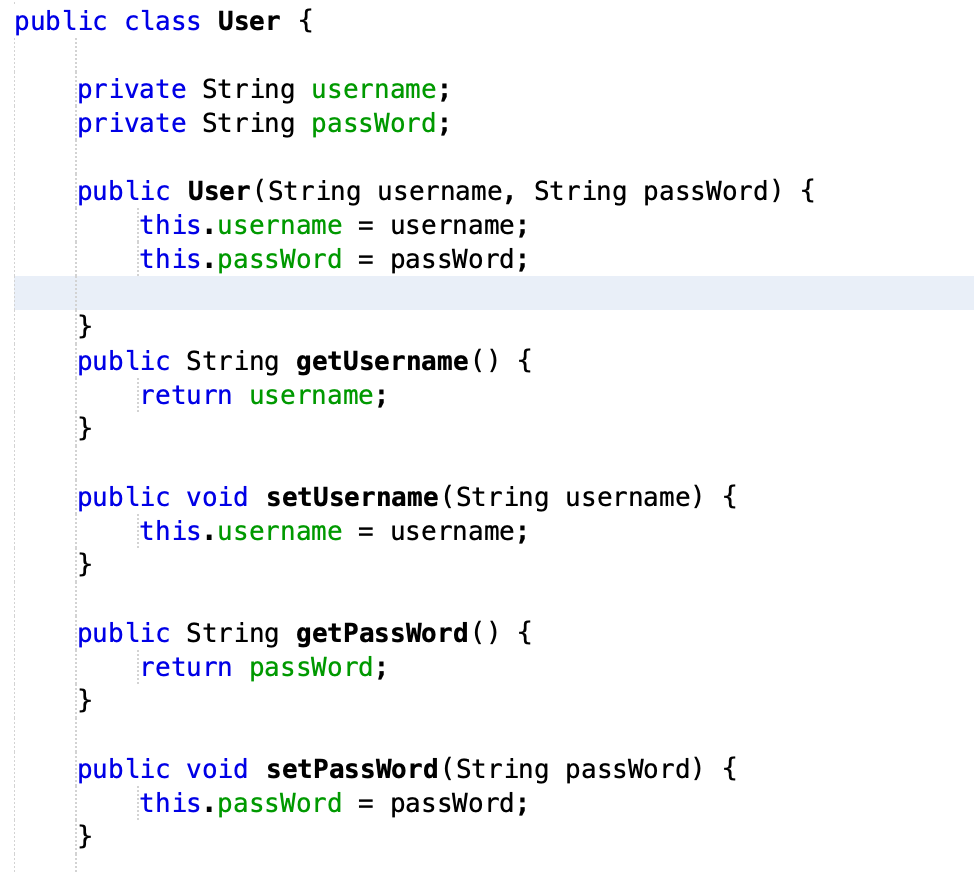 public class User {
private String username;
private String passWord;
public User(String username, String passWord) {
this.username = username;
this.passWord = passWord;
}
public String getUsername() {
return username;
}
public void setUsername(String username) {
this.username = username;
}
public String getPassWord() {
return passWord;
}
public void setPassWord(String passWord) {
this.passWord = passWord;
}